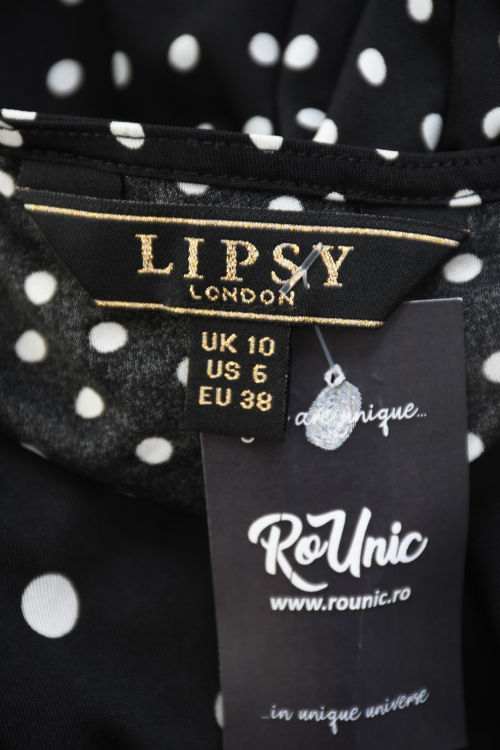 LIPSY
LONDON
UK 10
US 6
EU 38
unique...
RoUnic
www.rounic.ro
...in unique universe